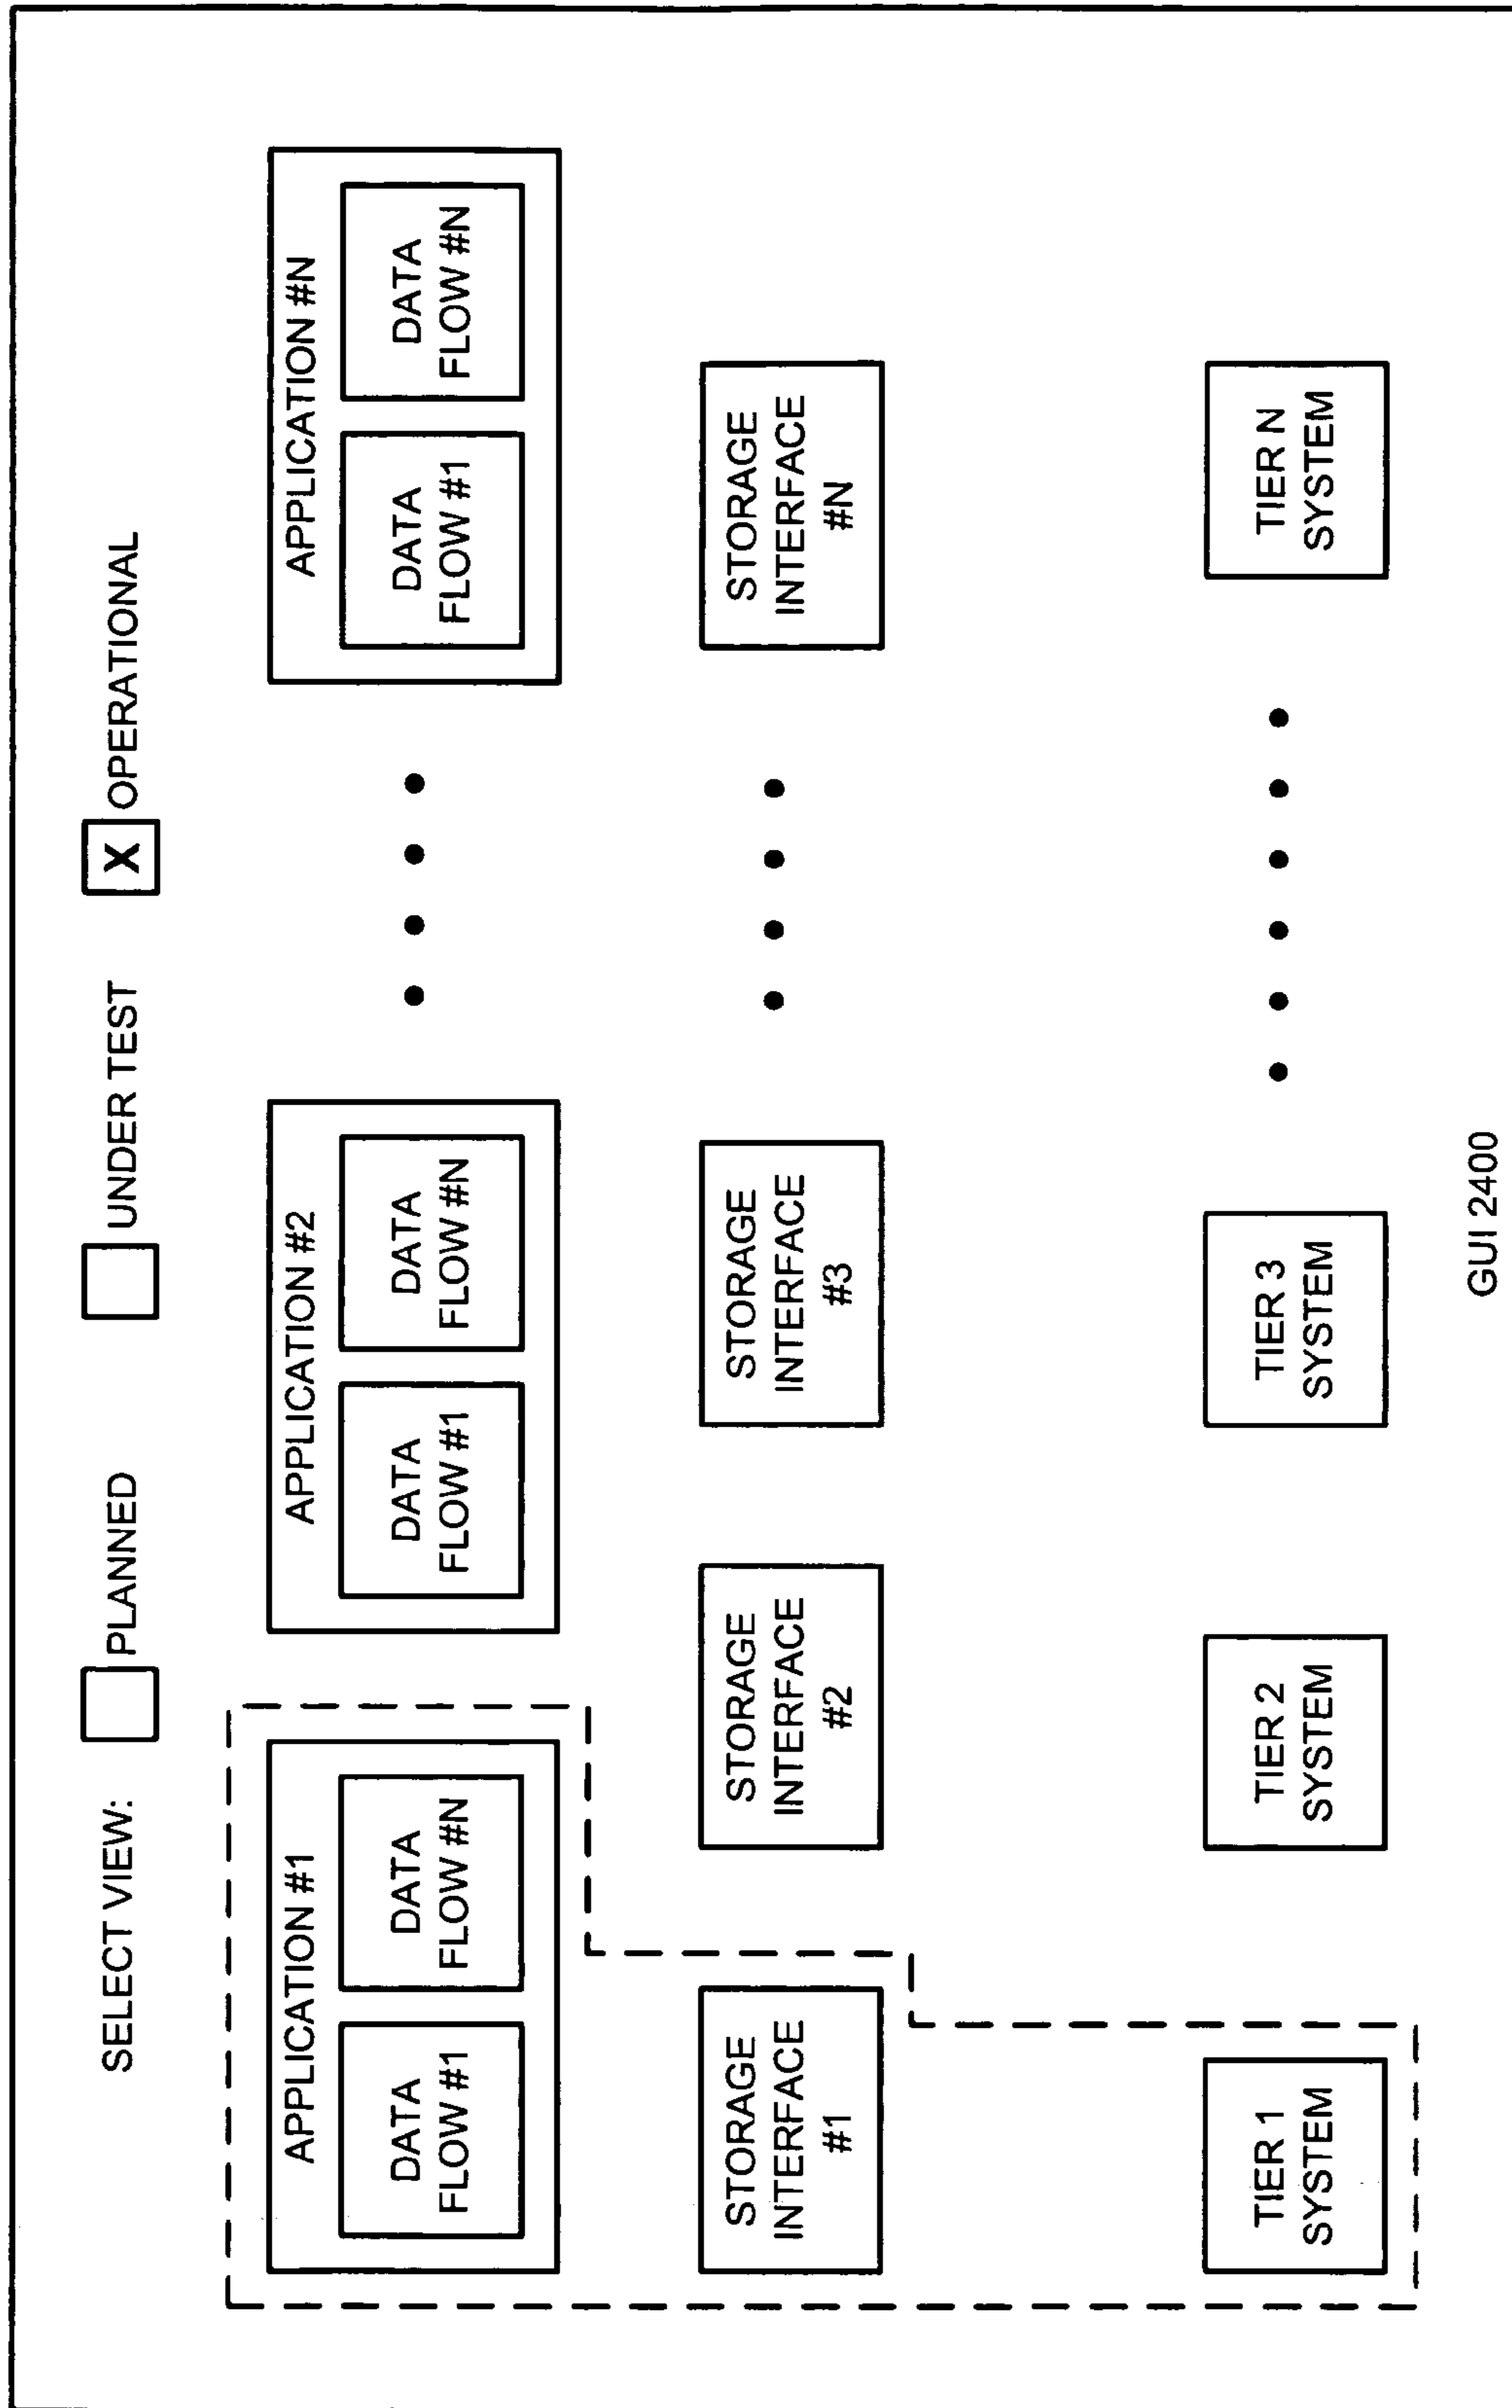 SELECT VIEW:
PLANNED
UNDER TEST
X OPERATIONAL
APPLICATION #1
DATA
FLOW #1
DATA
FLOW #N
APPLICATION #2
DATA
FLOW #1
DATA
FLOW #N
APPLICATION #N
DATA
FLOW #1
DATA
FLOW #N
STORAGE
INTERFACE
#1
STORAGE
INTERFACE
#2
STORAGE
INTERFACE
#3
STORAGE
INTERFACE
#N
TIER 1
SYSTEM
TIER 2
SYSTEM
TIER 3
SYSTEM
TIER N
SYSTEM
GUI 2400